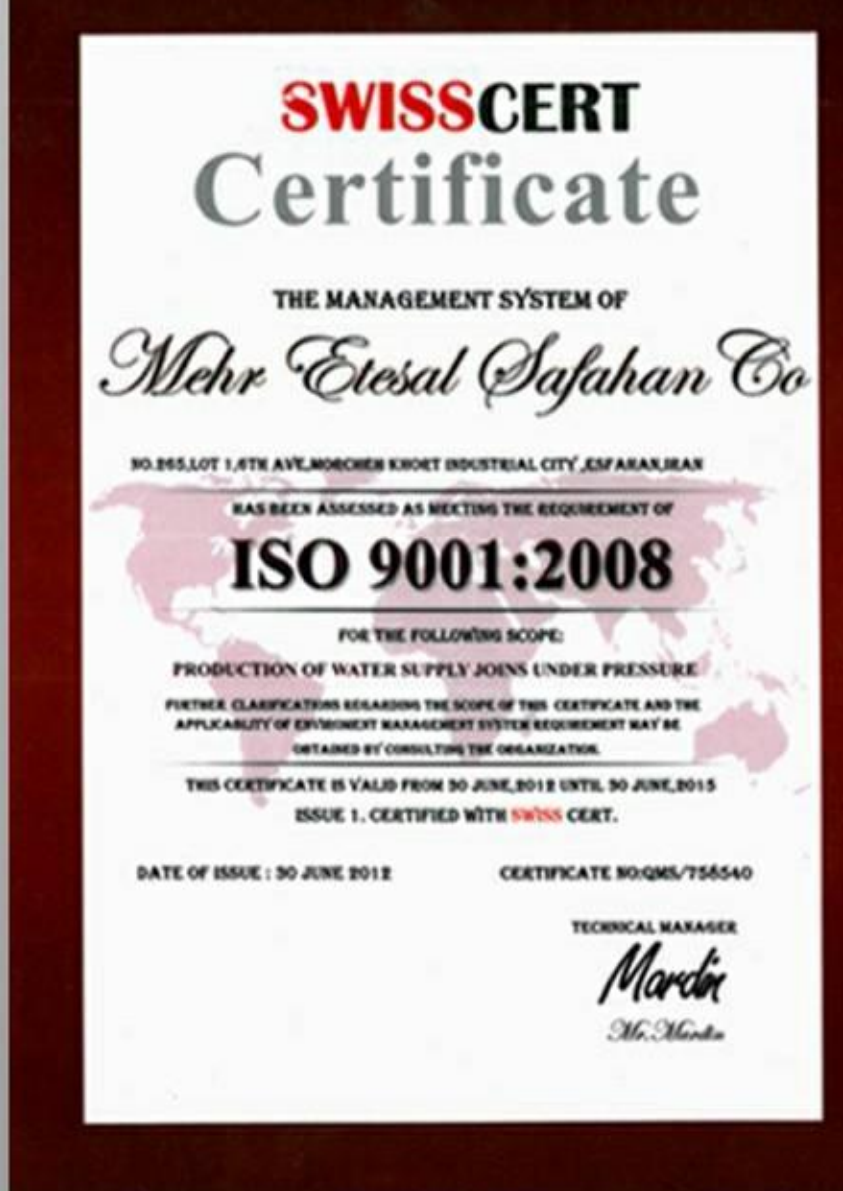 SWISSCERT
Certificate
THE MANAGEMENT SYSTEM OF
Mehr Etesal Safahan Co
NO.265,LOT 1,6TH AVE,MORCHEH KHORT INDUSTRIAL CITY ,ESFAHAN,IRAN
HAS BEEN ASSESSED AS MEETING THE REQUIREMENT OF
ISO 9001:2008
FOR THE FOLLOWING SCOPE:
PRODUCTION OF WATER SUPPLY JOINS UNDER PRESSURE
FURTHER CLARIFICATIONS REGARDING THE SCOPE OF THIS CERTIFICATE AND THE
APPLICABLITY OF ENVIROMENT MANAGEMENT SYSTEM REQUIREMENT MAY BE
OBTAINED BY CONSULTING THE ORGANIZATION.
THIS CERTIFICATE IS VALID FROM 30 JUNE,2012 UNTIL 30 JUNE,2015
ISSUE 1. CERTIFIED WITH SWISS CERT.
DATE OF ISSUE : 30 JUNE 2012
CERTIFICATE NO:QMS/756540
TECHNICAL MANAGER
Mardin
Mr.Mardin